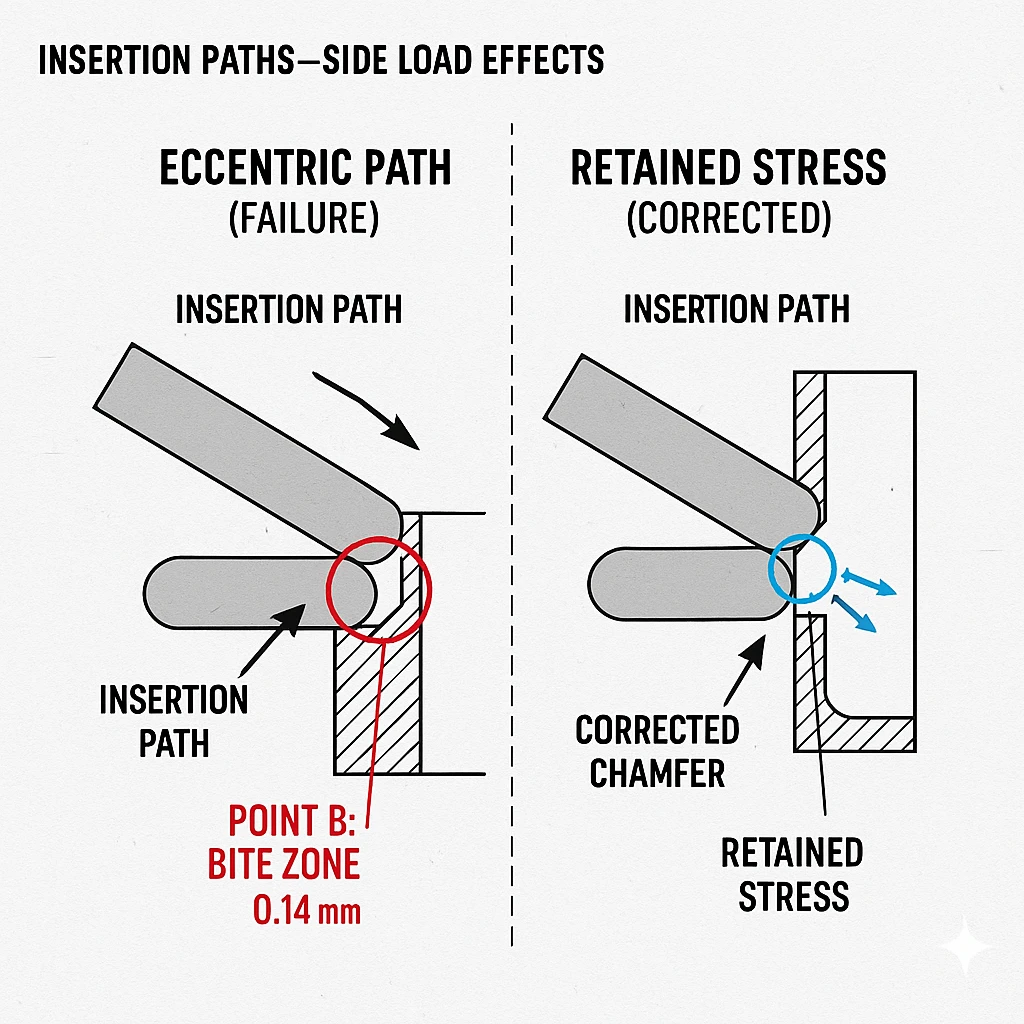 INSERTION PATHS—SIDE LOAD EFFECTS
ECCENTRIC PATH
(FAILURE)
INSERTION PATH
INSERTION
PATH
POINT B:
BITE ZONE
0.14 mm
RETAINED STRESS
(CORRECTED)
INSERTION PATH
CORRECTED
CHAMFER
RETAINED
STRESS